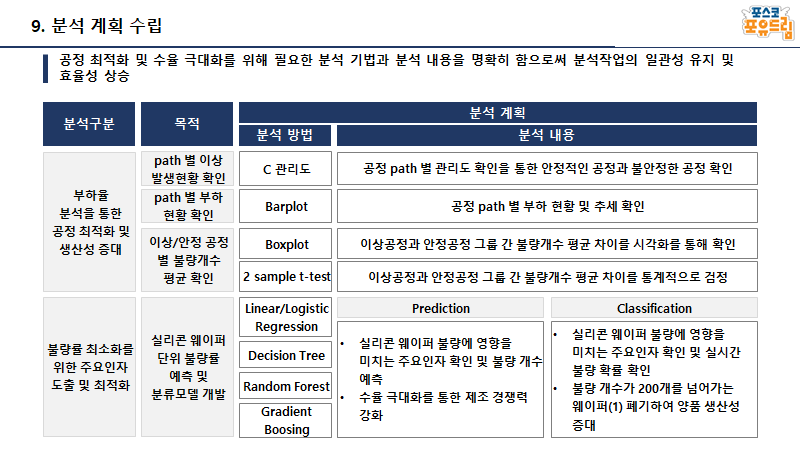 9. 분석 계획 수립
포스코
포유드림
공정 최적화 및 수율 극대화를 위해 필요한 분석 기법과 분석 내용을 명확히 함으로써 분석작업의 일관성 유지 및
효율성 상승
분석구분
목적
분석 계획
분석 방법
분석 내용
부하율
분석을 통한
공정 최적화 및
생산성 증대
path 별 이상
발생현황 확인
C 관리도
공정 path 별 관리도 확인을 통한 안정적인 공정과 불안정한 공정 확인
path 별 부하
현황 확인
Barplot
공정 path 별 부하 현황 및 추세 확인
이상/안정 공정
별 불량개수
평균 확인
Boxplot
이상공정과 안정공정 그룹 간 불량개수 평균 차이를 시각화를 통해 확인
2 sample t-test
이상공정과 안정공정 그룹 간 불량개수 평균 차이를 통계적으로 검정
불량률 최소화를
위한 주요인자
도출 및 최적화
실리콘 웨이퍼
단위 불량률
예측 및
분류모델 개발
Linear/Logistic
Regression
Decision Tree
Random Forest
Gradient
Boosing
Prediction
• 실리콘 웨이퍼 불량에 영향을
미치는 주요인자 확인 및 불량 개수
예측
• 수율 극대화를 통한 제조 경쟁력
강화
Classification
• 실리콘 웨이퍼 불량에 영향을
미치는 주요인자 확인 및 실시간
불량 확률 확인
• 불량 개수가 200개를 넘어가는
웨이퍼(1) 폐기하여 양품 생산성
증대